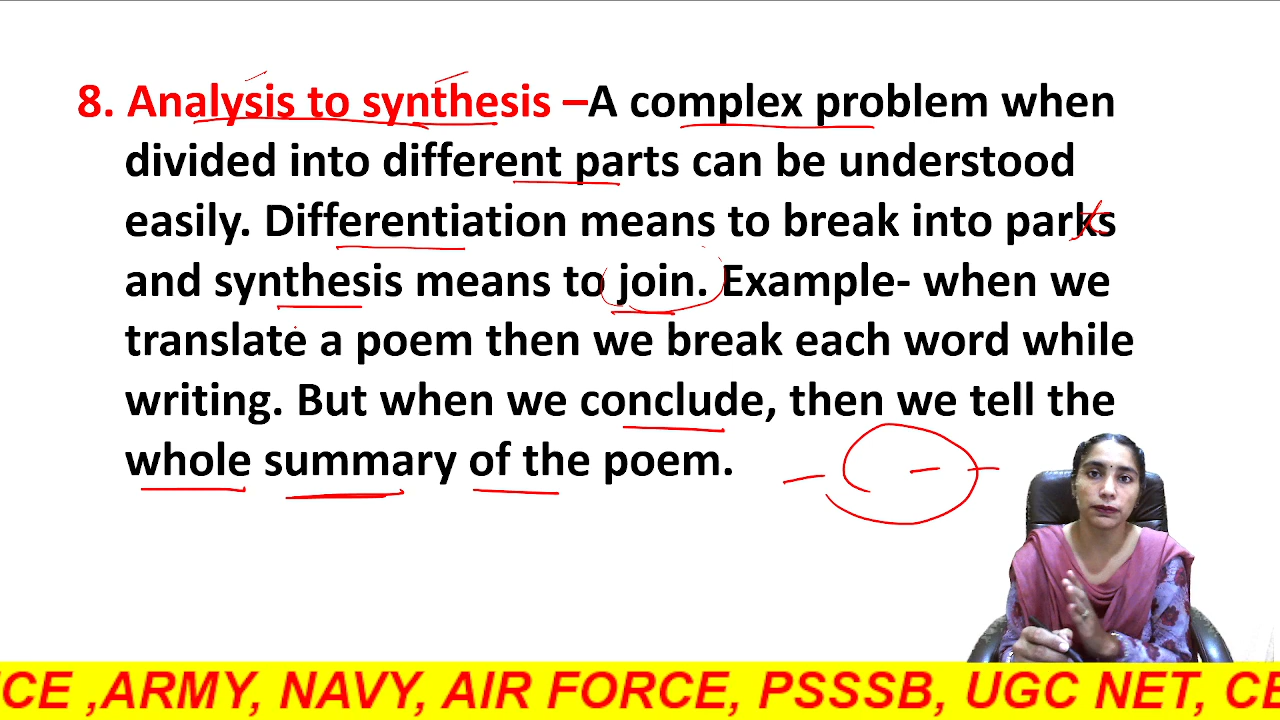 8. Analysis to synthesis –A complex problem when
divided into different parts can be understood
easily. Differentiation means to break into parks
and synthesis means to join. Example- when we
translate a poem then we break each word while
writing. But when we conclude, then we tell the
whole summary of the poem.
ICE ,ARMY, NAVY, AIR FORCE, PSSSB, UGC NET, CE